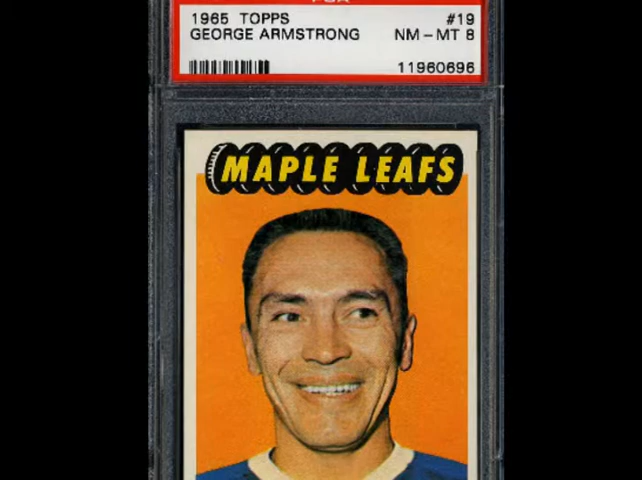 1965 TOPPS #19
GEORGE ARMSTRONG NM - MT 8
11960696
MAPLE LEAFS